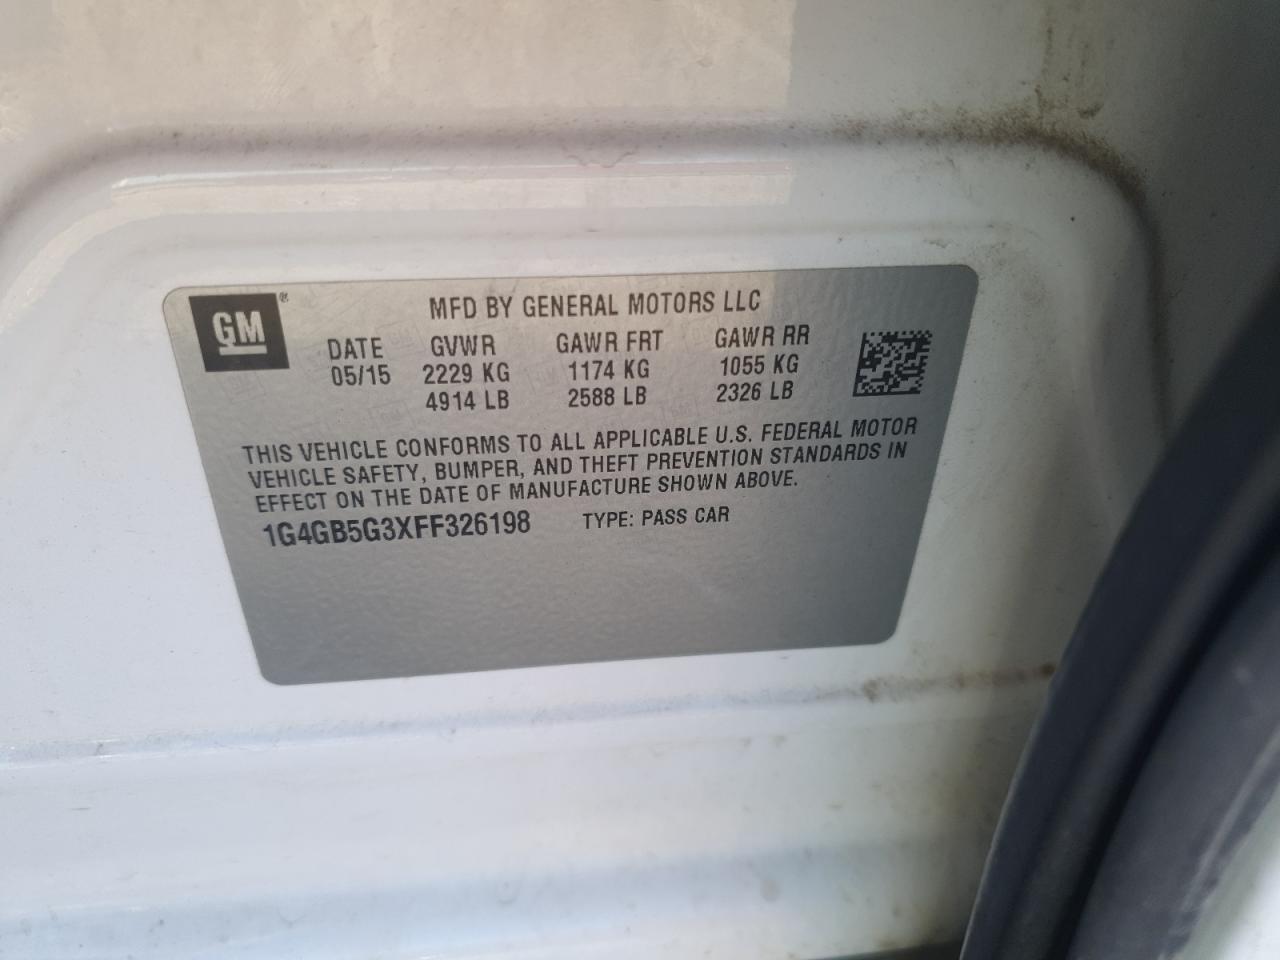 GM®
MFD BY GENERAL MOTORS LLC
DATE GVWR GAWR FRT GAWR RR
05/15 2229 KG 1174 KG 1055 KG
4914 LB 2588 LB 2326 LB
THIS VEHICLE CONFORMS TO ALL APPLICABLE U.S. FEDERAL MOTOR
VEHICLE SAFETY, BUMPER, AND THEFT PREVENTION STANDARDS IN
EFFECT ON THE DATE OF MANUFACTURE SHOWN ABOVE.
1G4GB5G3XFF326198 TYPE: PASS CAR